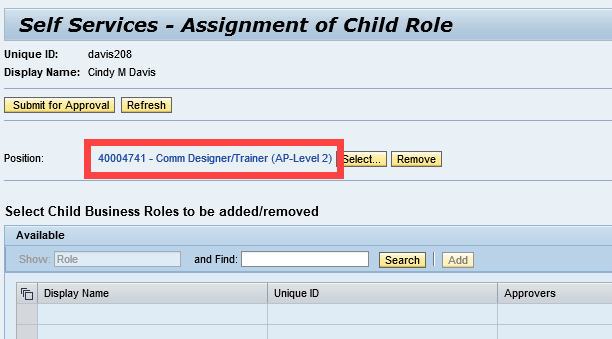 Self Services - Assignment of Child Role
Unique ID: davis208
Display Name: Cindy M Davis
Submit for Approval Refresh
Position: 40004741 - Comm Designer/Trainer (AP-Level 2) Select... Remove
Select Child Business Roles to be added/removed
Available
Show: Role and Find: Search Add
Display Name Unique ID Approvers